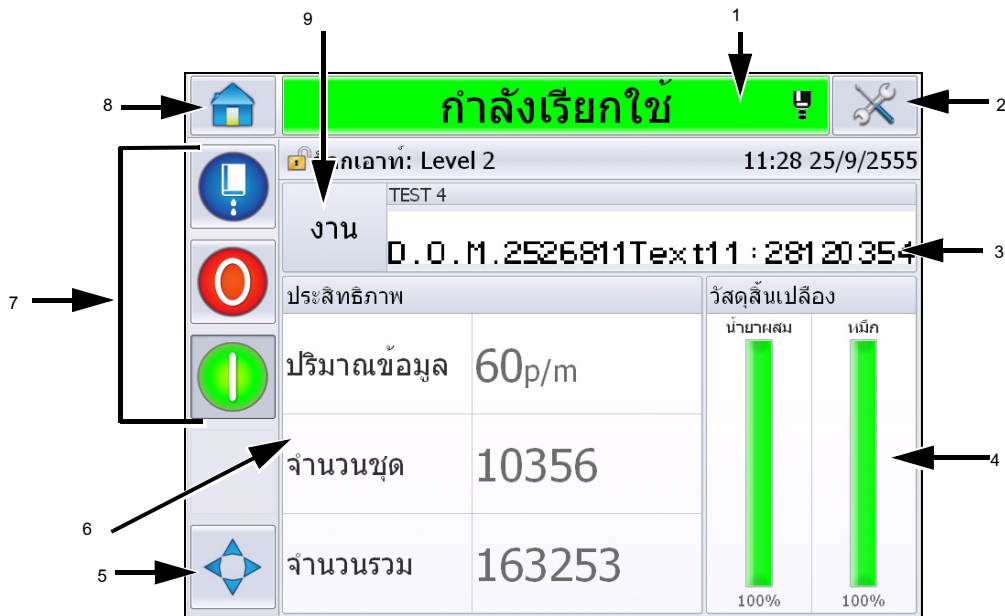 9
1
8
กำลังเรียกใช้
2
เอาท์: Level 2
11:28 25/9/2555
งาน
TEST 4
D.O.M.2526811Text11:28120354
3
7
ประสิทธิภาพ
วัสดุสิ้นเปลือง
น้ำยาผสม
หมึก
ปริมาณข้อมูล
60p/m
จำนวนชุด
10356
4
6
5
จำนวนรวม
163253
100%
100%